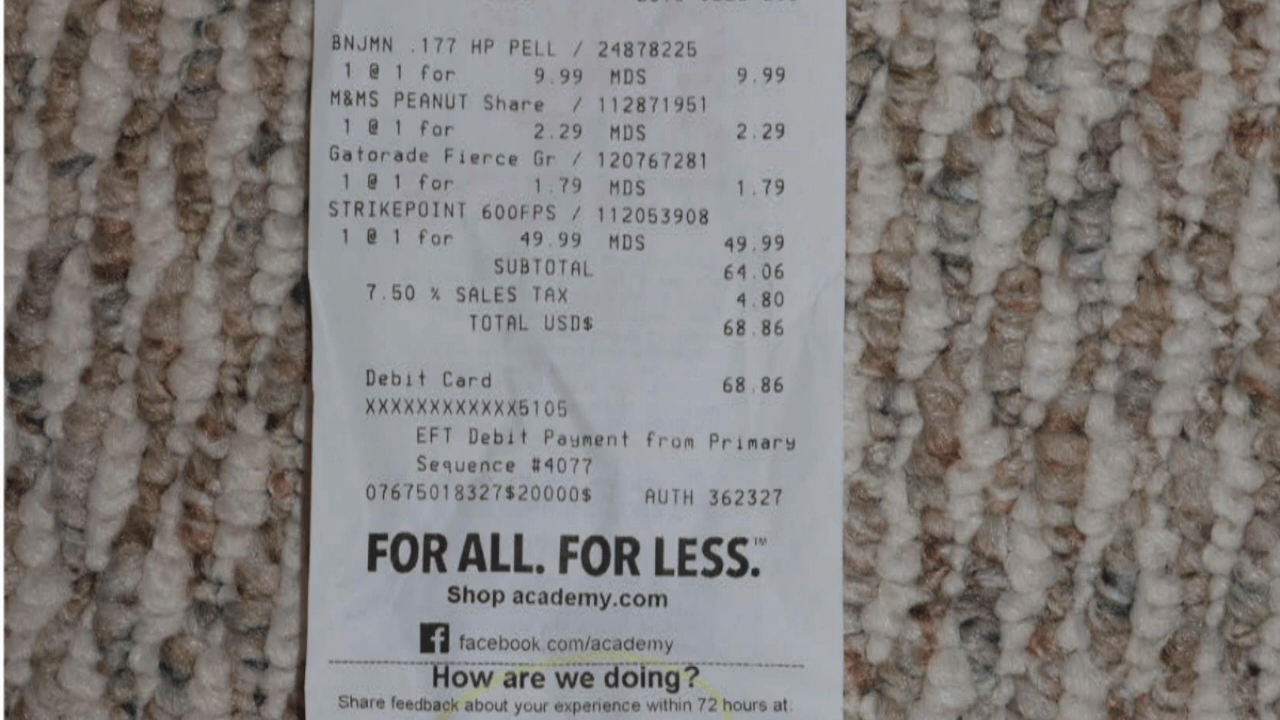 BNJMN .177 HP PELL / 24878225
1 @ 1 for 9.99 MDS 9.99
M&MS PEANUT Share / 112871951
1 @ 1 for 2.29 MDS 2.29
Gatorade Fierce Gr / 120767281
1 @ 1 for 1.79 MDS 1.79
STRIKEPOINT 600FPS / 112053908
1 @ 1 for 49.99 MDS 49.99
SUBTOTAL 64.06
7.50 % SALES TAX 4.80
TOTAL USD$ 68.86
Debit Card 68.86
XXXXXXXXXXXX5105
EFT Debit Payment from Primary
Sequence #4077
07675018327$20000$ AUTH 362327
FOR ALL. FOR LESS.™
Shop academy.com
f facebook.com/academy
How are we doing?
Share feedback about your experience within 72 hours at: